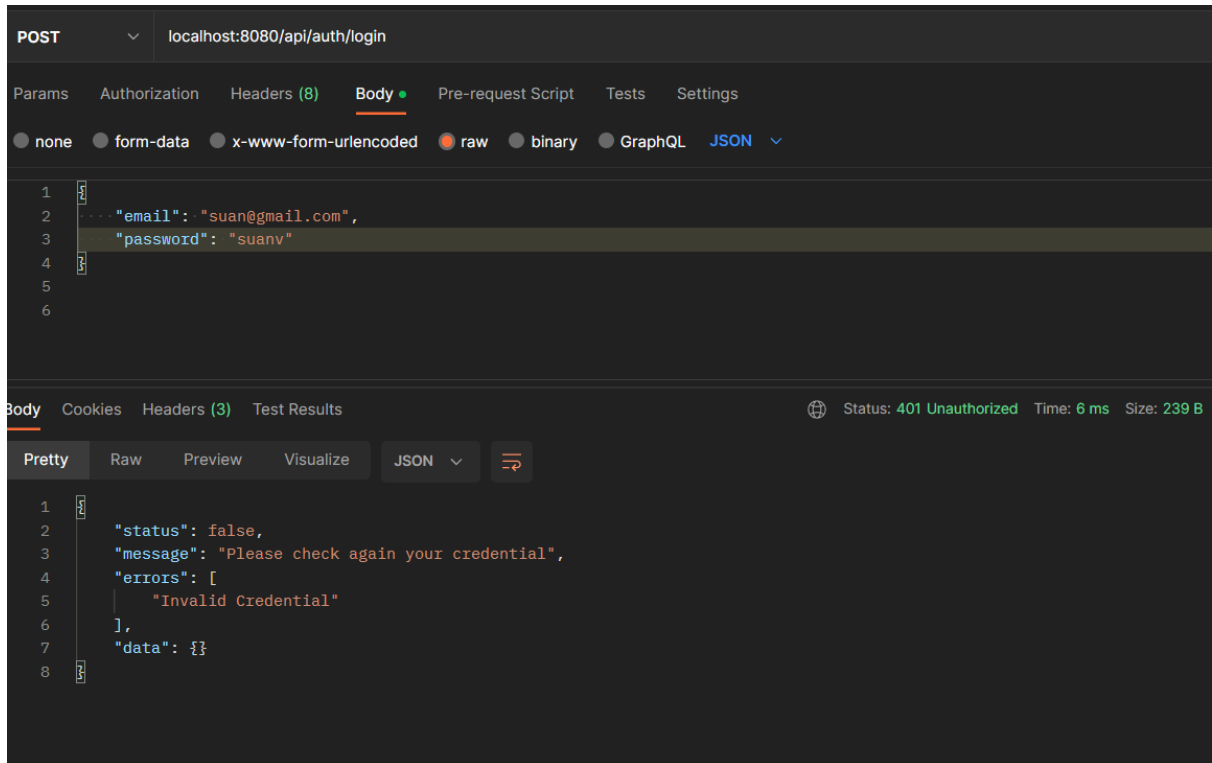 POST localhost:8080/api/auth/login
Params Authorization Headers (8) Body Pre-request Script Tests Settings
none form-data x-www-form-urlencoded raw binary GraphQL JSON
1 {
2 "email": "suan@gmail.com",
3 "password": "suanv"
4 }
5
6
Body Cookies Headers (3) Test Results Status: 401 Unauthorized Time: 6 ms Size: 239 B
Pretty Raw Preview Visualize JSON
1 {
2 "status": false,
3 "message": "Please check again your credential",
4 "errors": [
5 "Invalid Credential"
6 ],
7 "data": {}
8 }